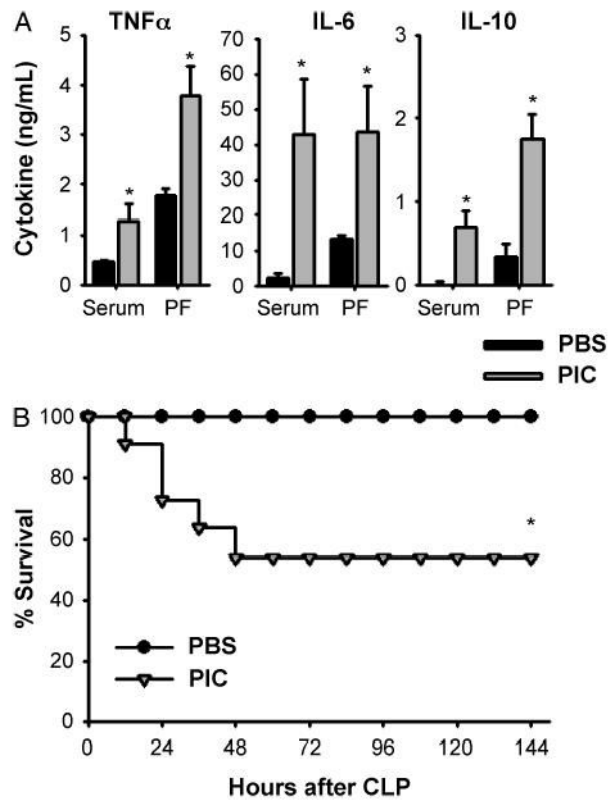 A
TNFα IL-6 IL-10
Cytokine (ng/mL)
5
4
3
2
1
0
Serum PF
70
60
50
40
30
20
10
0
Serum PF
3
2
1
0
Serum PF
PBS
PIC
B
% Survival
100
80
60
40
20
0
*
PBS
PIC
0 24 48 72 96 120 144
Hours after CLP